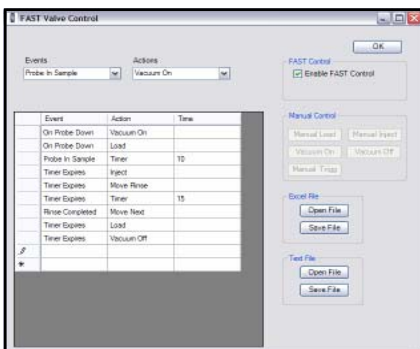 FAST Valve Control
OK
Events
Actions
Probe In Sample
Vacuum On
FAST Control
Enable FAST Control
Event Action Time
On Probe Down Vacuum On
On Probe Down Load
Probe In Sample Timer 10
Timer Expires Inject
Timer Expires Move Rinse
Timer Expires Timer 15
Rinse Completed Move Next
Timer Expires Load
Timer Expires Vacuum Off
Manual Control
Manual Load Manual Inject
Vacuum On Vacuum Off
Manual Trigg
Excel File
Open File
Save File
Text File
Open File
Save File